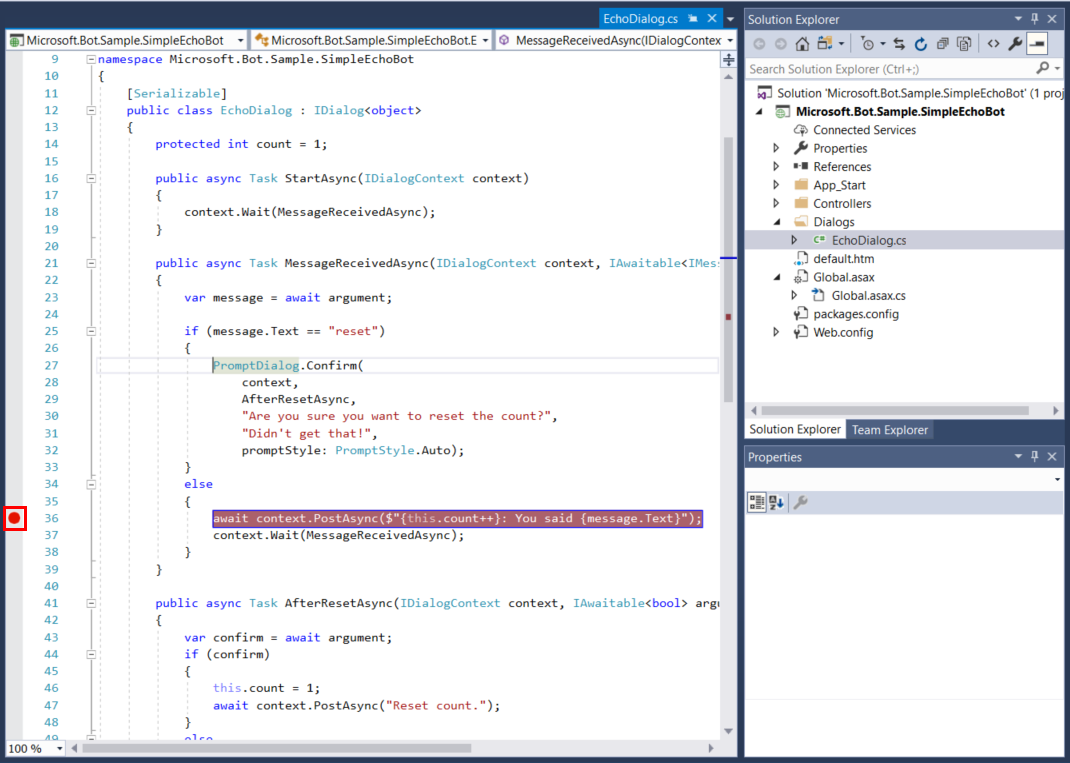 EchoDialog.cs
Microsoft.Bot.Sample.SimpleEchoBot
Microsoft.Bot.Sample.SimpleEchoBot.E
MessageReceivedAsync(IDialogContex
9 namespace Microsoft.Bot.Sample.SimpleEchoBot
10 {
11 [Serializable]
12 public class EchoDialog : IDialog<object>
13 {
14 protected int count = 1;
15
16 public async Task StartAsync(IDialogContext context)
17 {
18 context.Wait(MessageReceivedAsync);
19 }
20
21 public async Task MessageReceivedAsync(IDialogContext context, IAwaitable<IMes
22 {
23 var message = await argument;
24
25 if (message.Text == "reset")
26 {
27 PromptDialog.Confirm(
28 context,
29 AfterResetAsync,
30 "Are you sure you want to reset the count?",
31 "Didn't get that!",
32 promptStyle: PromptStyle.Auto);
33 }
34 else
35 {
36 await context.PostAsync($"{this.count++}: You said {message.Text}");
37 context.Wait(MessageReceivedAsync);
38 }
39 }
40
41 public async Task AfterResetAsync(IDialogContext context, IAwaitable<bool> argu
42 {
43 var confirm = await argument;
44 if (confirm)
45 {
46 this.count = 1;
47 await context.PostAsync("Reset count.");
48 }
49 else
100 %
Solution Explorer
Search Solution Explorer (Ctrl+;)
Solution 'Microsoft.Bot.Sample.SimpleEchoBot' (1 proj
Microsoft.Bot.Sample.SimpleEchoBot
Connected Services
Properties
References
App_Start
Controllers
Dialogs
C# EchoDialog.cs
default.htm
Global.asax
Global.asax.cs
packages.config
Web.config
Solution Explorer
Team Explorer
Properties